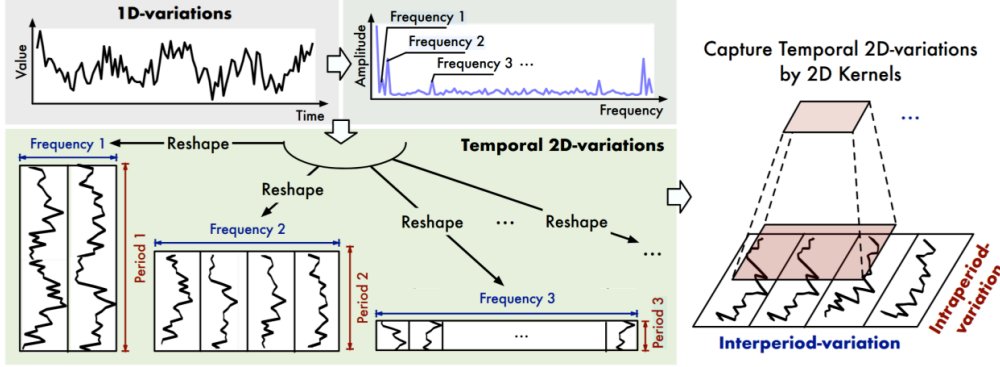 1D-variations
Value
Time
Amplitude
Frequency 1
Frequency 2
Frequency 3 ...
Frequency
Temporal 2D-variations
Frequency 1
Reshape
Reshape
Reshape
...
Reshape
...
Period 1
Frequency 2
Period 2
Frequency 3
...
Period 3
Capture Temporal 2D-variations
by 2D Kernels
...
Interperiod-variation
Intraperiod-
variation